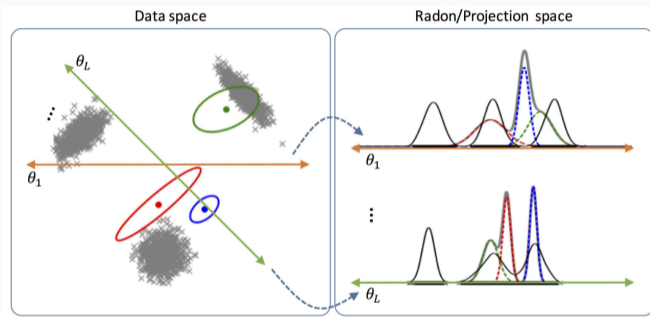 Data space
Radon/Projection space
θ_L
...
θ_1
θ_1
...
θ_L